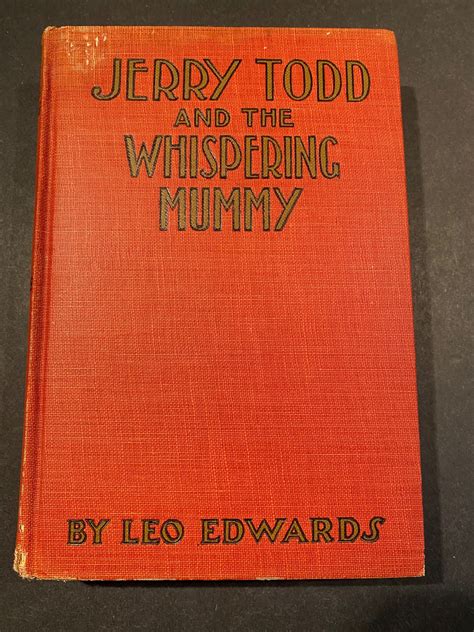 JERRY TODD
AND THE
WHISPERING
MUMMY
BY LEO EDWARDS